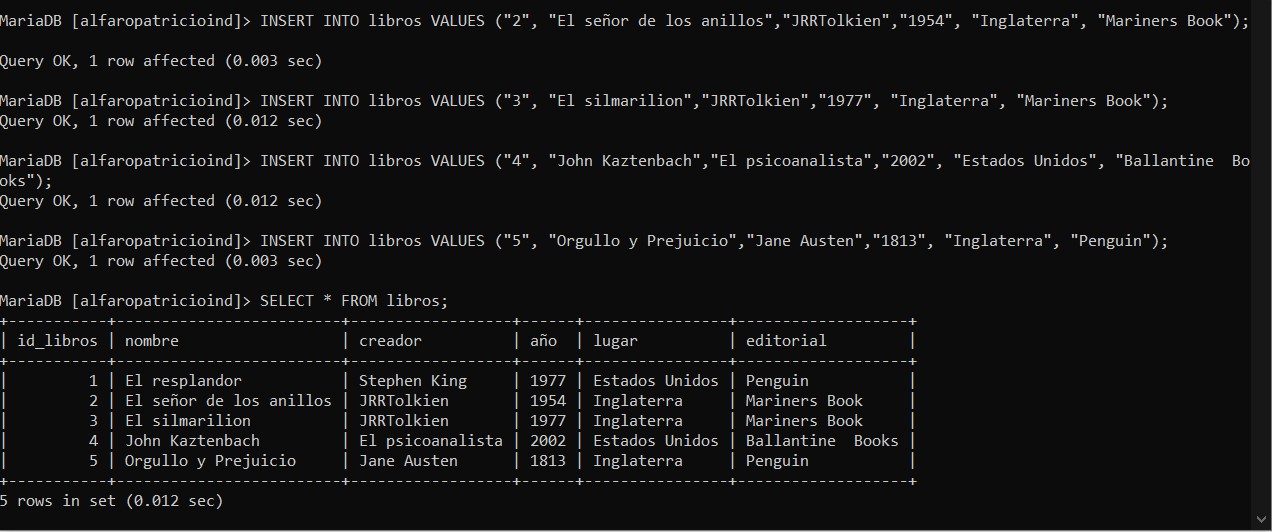 MariaDB [alfaropatricioind]> INSERT INTO libros VALUES ("2", "El señor de los anillos","JRRTolkien","1954", "Inglaterra", "Mariners Book");
Query OK, 1 row affected (0.003 sec)
MariaDB [alfaropatricioind]> INSERT INTO libros VALUES ("3", "El silmarilion","JRRTolkien","1977", "Inglaterra", "Mariners Book");
Query OK, 1 row affected (0.012 sec)
MariaDB [alfaropatricioind]> INSERT INTO libros VALUES ("4", "John Kaztenbach","El psicoanalista","2002", "Estados Unidos", "Ballantine  Bo
oks");
Query OK, 1 row affected (0.012 sec)
MariaDB [alfaropatricioind]> INSERT INTO libros VALUES ("5", "Orgullo y Prejuicio","Jane Austen","1813", "Inglaterra", "Penguin");
Query OK, 1 row affected (0.003 sec)
MariaDB [alfaropatricioind]> SELECT * FROM libros;
+-----------+-------------------------+------------------+------+----------------+-------------------+
| id_libros | nombre                  | creador          | año  | lugar          | editorial         |
+-----------+-------------------------+------------------+------+----------------+-------------------+
|         1 | El resplandor           | Stephen King     | 1977 | Estados Unidos | Penguin           |
|         2 | El señor de los anillos | JRRTolkien       | 1954 | Inglaterra     | Mariners Book     |
|         3 | El silmarilion          | JRRTolkien       | 1977 | Inglaterra     | Mariners Book     |
|         4 | John Kaztenbach         | El psicoanalista | 2002 | Estados Unidos | Ballantine  Books |
|         5 | Orgullo y Prejuicio     | Jane Austen      | 1813 | Inglaterra     | Penguin           |
+-----------+-------------------------+------------------+------+----------------+-------------------+
5 rows in set (0.012 sec)